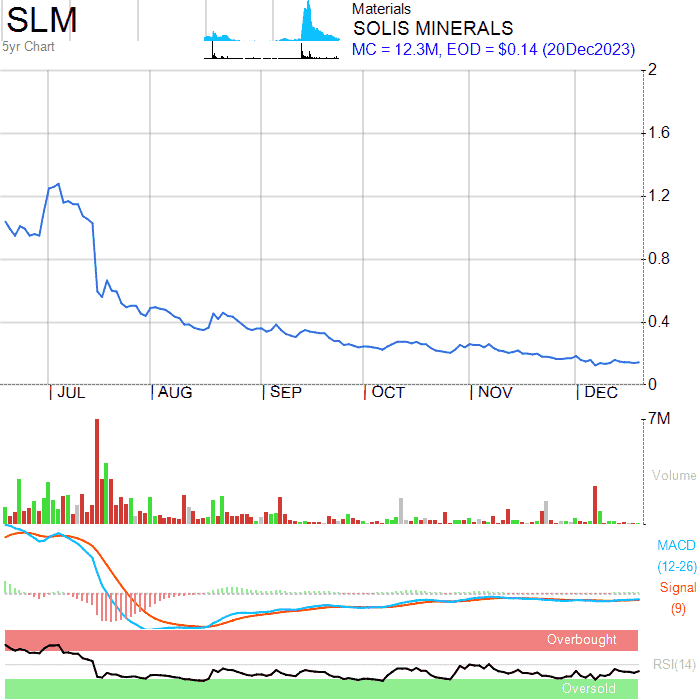 SLM
5yr Chart
Materials
SOLIS MINERALS
MC = 12.3M, EOD = $0.14 (20Dec2023)
2
1.6
1.2
0.8
0.4
0
JUL AUG SEP OCT NOV DEC
7M
Volume
MACD
(12-26)
Signal
(9)
Overbought
RSI(14)
Oversold